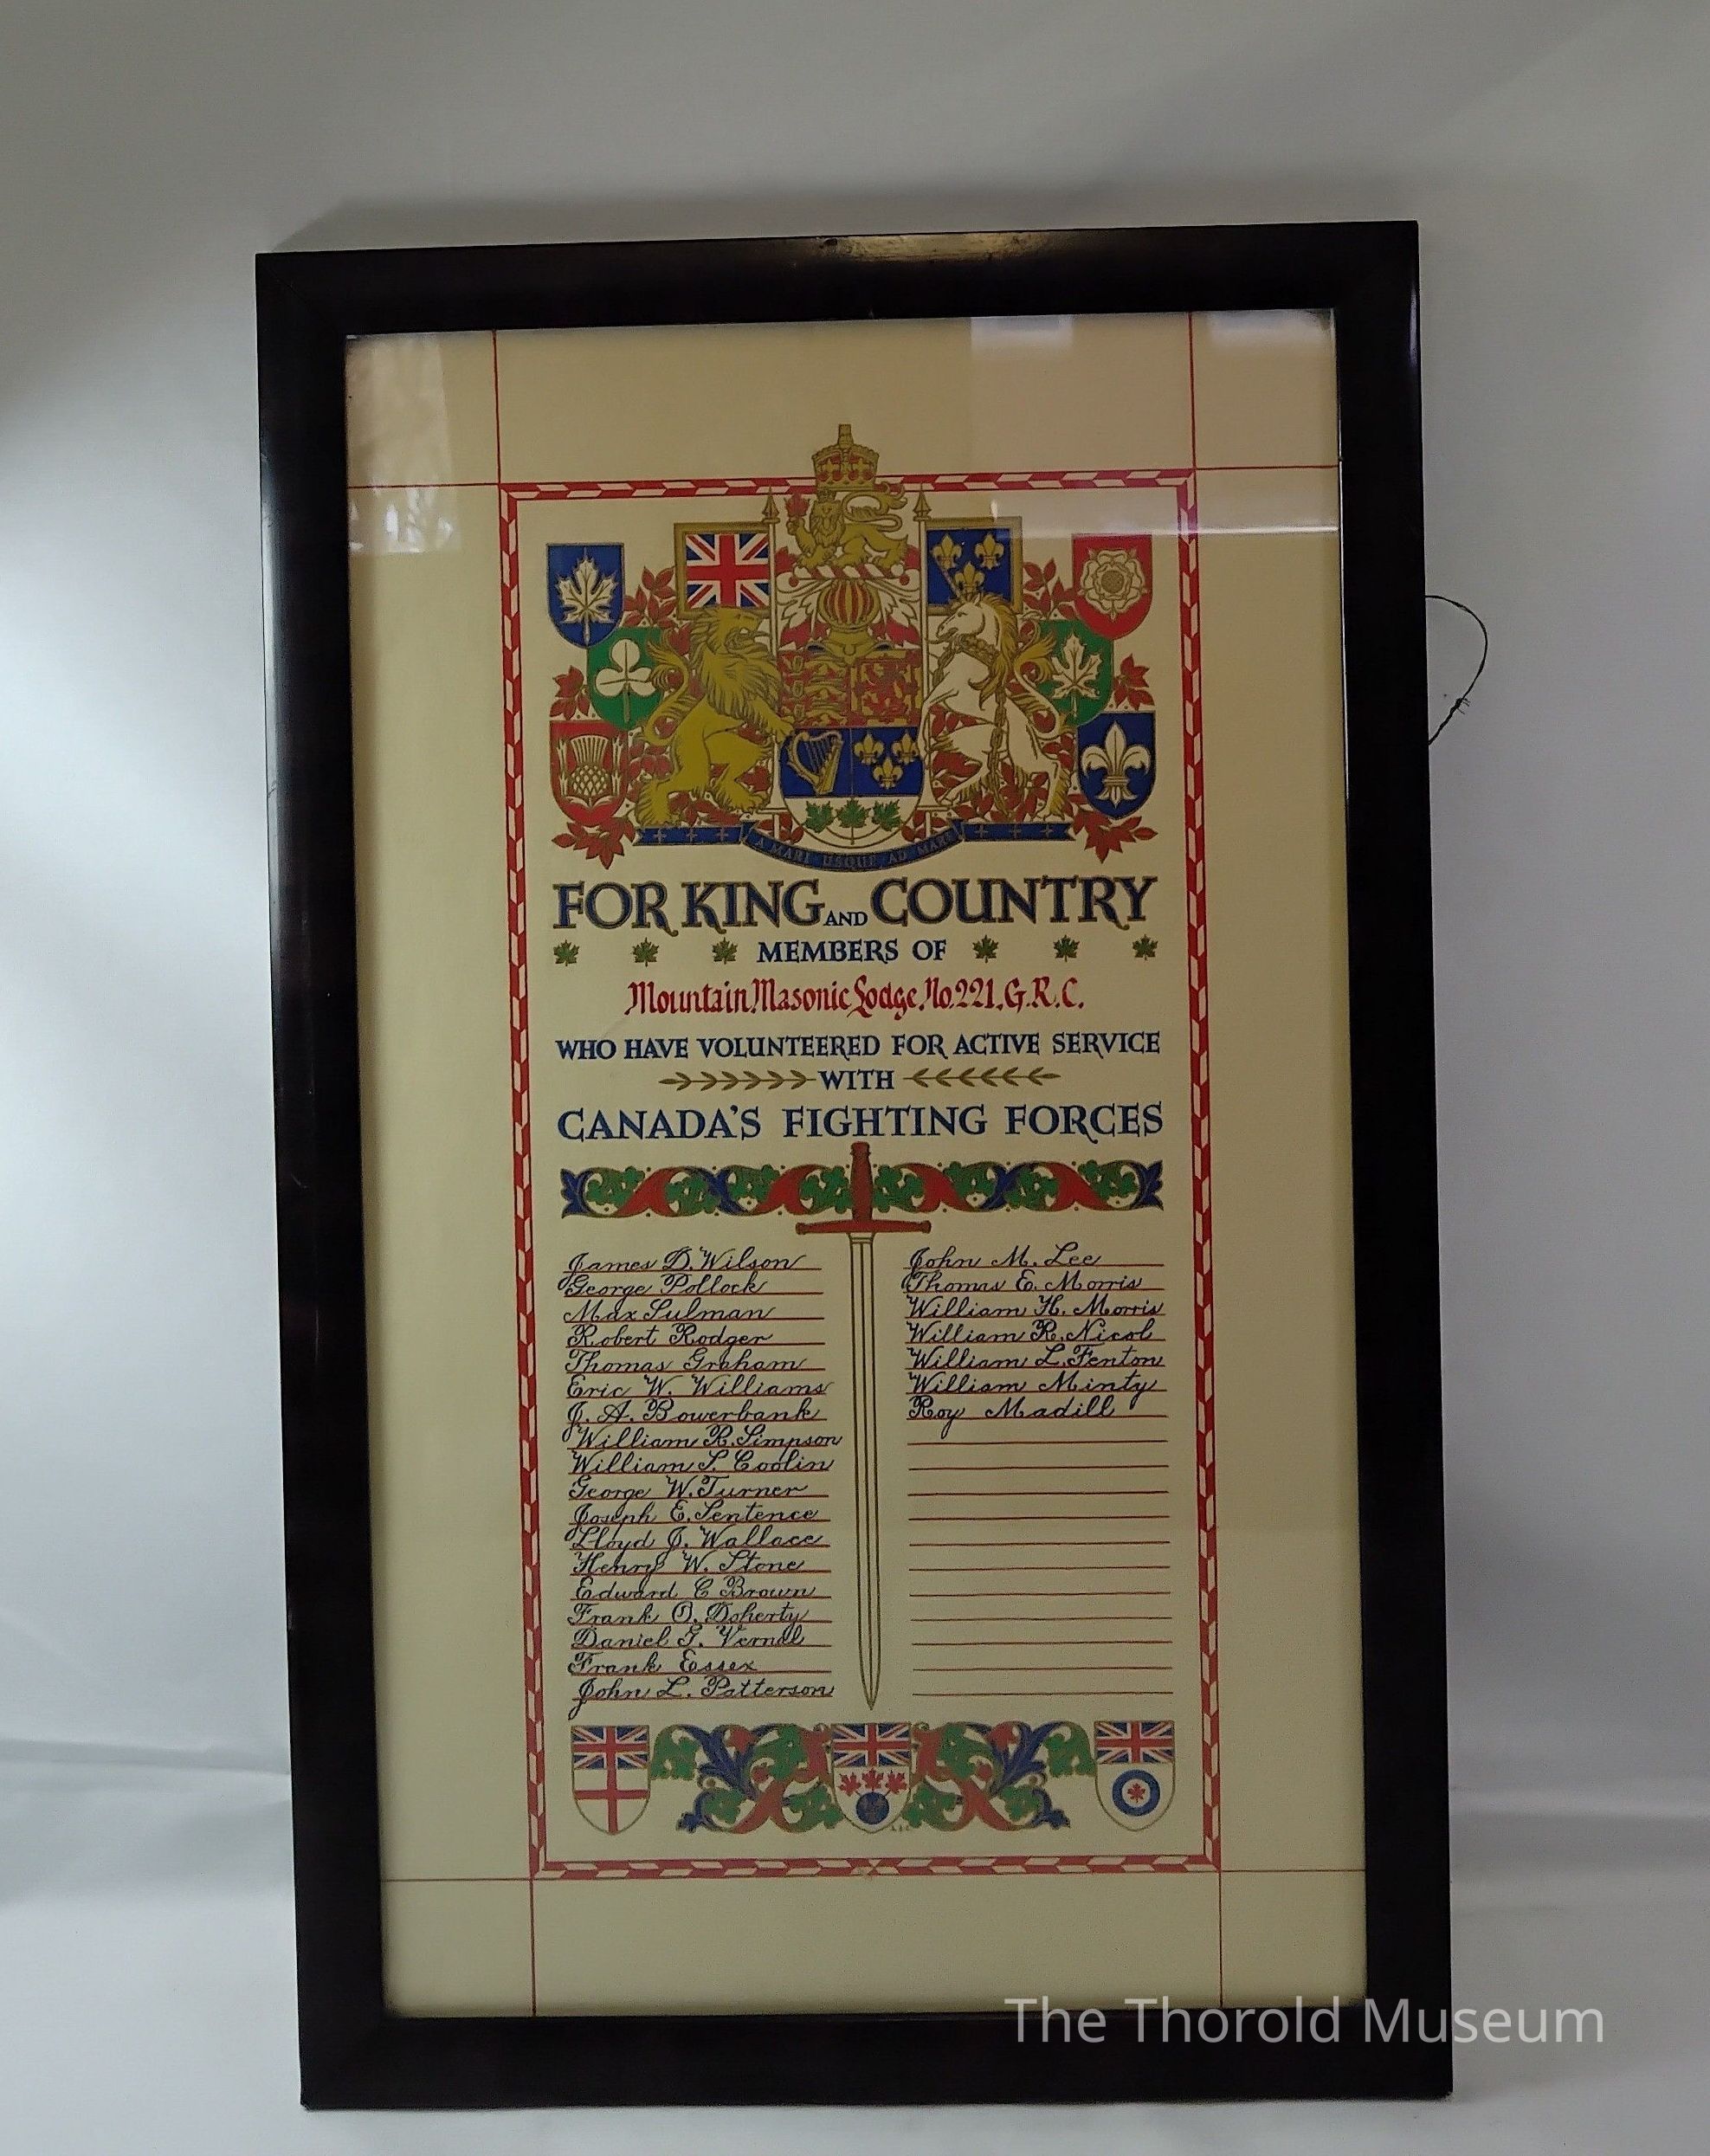 A MARI USQUE AD MARE
FOR KING AND COUNTRY
MEMBERS OF
Mountain Masonic Lodge, No. 221, G.R.C.
WHO HAVE VOLUNTEERED FOR ACTIVE SERVICE
WITH
CANADA'S FIGHTING FORCES
James D. Wilson
George Pollock
Max Sulman
Robert Rodger
Thomas Graham
Eric W. Williams
J. A. Bowerbank
William R. Simpson
William S. Coolin
George W. Turner
Joseph E. Sentence
Lloyd J. Wallace
Henry W. Stone
Edward C Brown
Frank O. Doherty
Daniel G. Vernal
Frank Essex
John L. Patterson
John M. Lee
Thomas E. Morris
William H. Morris
William R. Nicol
William L. Fenton
William Minty
Roy Madill
The Thorold Museum